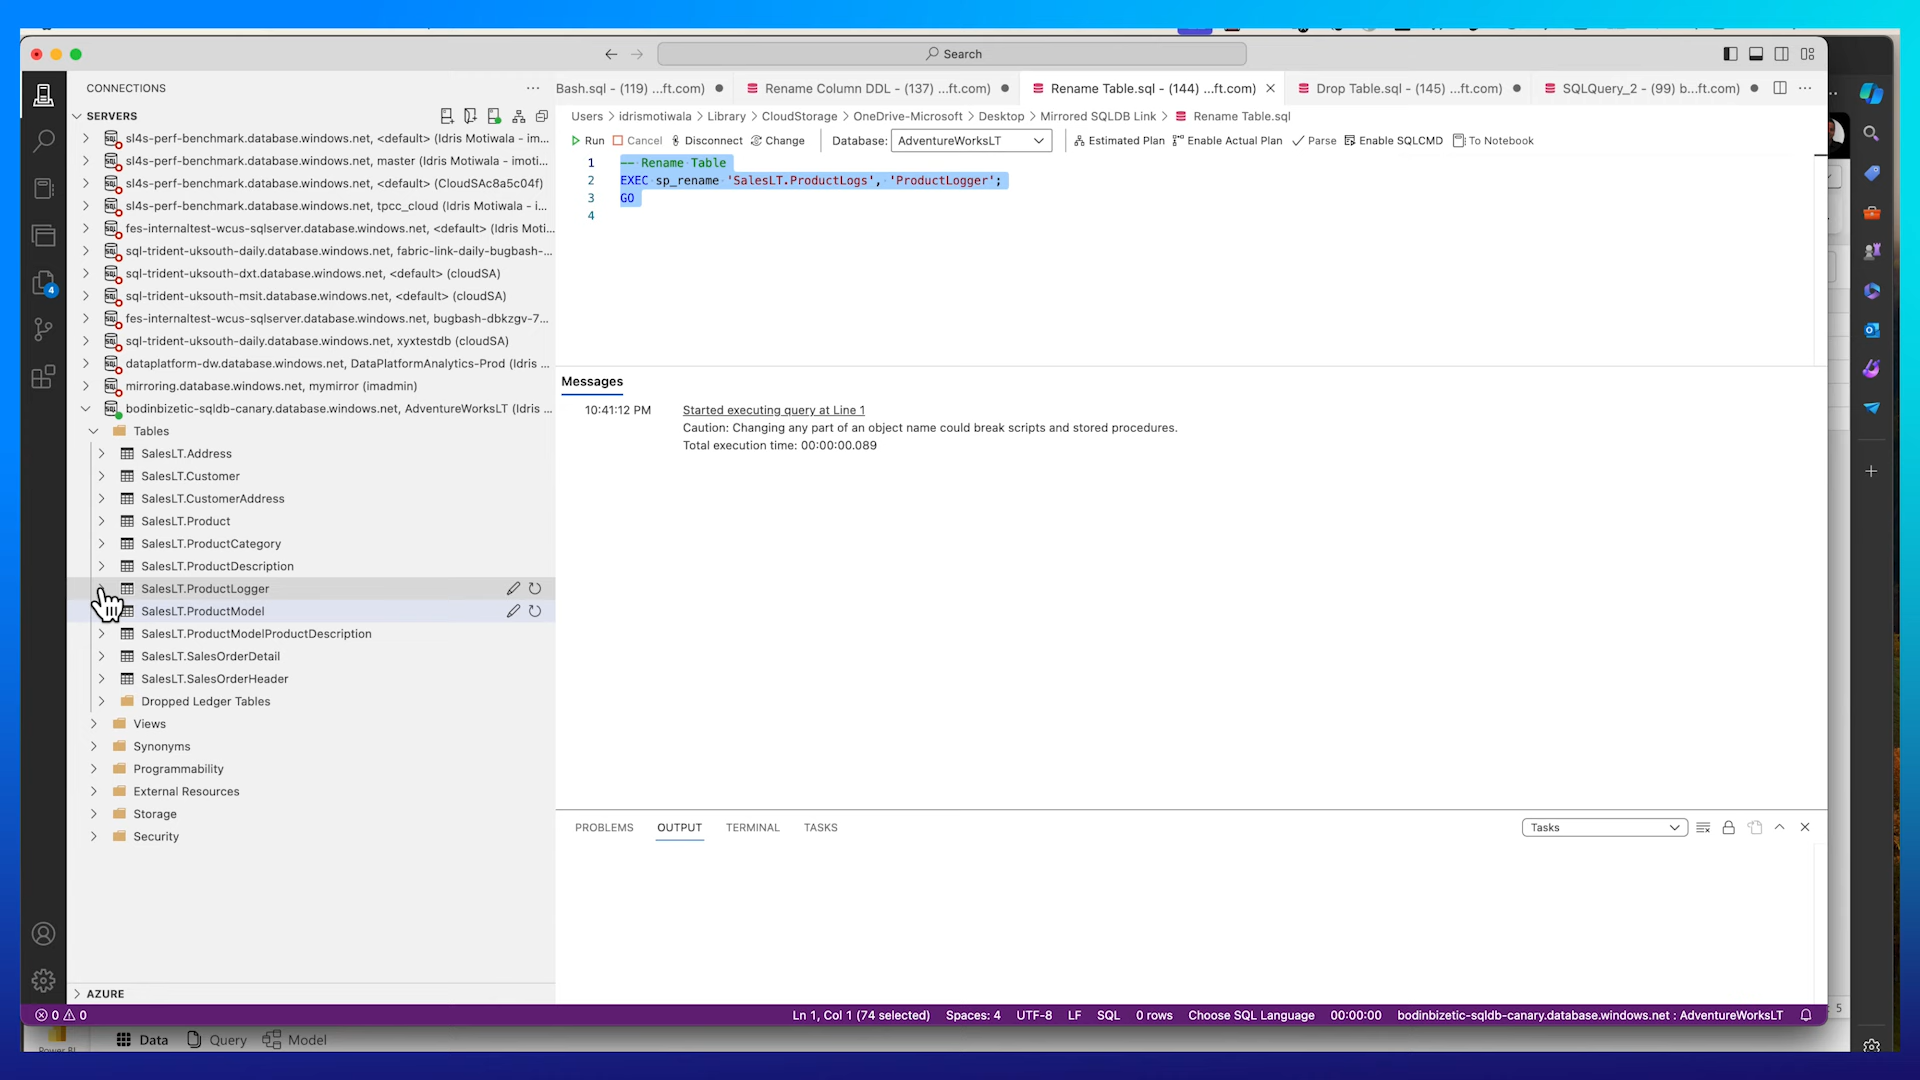 Search
CONNECTIONS
SERVERS
sl4s-perf-benchmark.database.windows.net, <default> (Idris Motiwala - im...
sl4s-perf-benchmark.database.windows.net, master (Idris Motiwala - imoti...
sl4s-perf-benchmark.database.windows.net, <default> (CloudSAc8a5c04f)
sl4s-perf-benchmark.database.windows.net, tpcc_cloud (Idris Motiwala - i...
fes-internaltest-wcus-sqlserver.database.windows.net, <default> (Idris Moti...
sql-trident-uksouth-daily.database.windows.net, fabric-link-daily-bugbash-...
sql-trident-uksouth-dxt.database.windows.net, <default> (cloudSA)
sql-trident-uksouth-msit.database.windows.net, <default> (cloudSA)
fes-internaltest-wcus-sqlserver.database.windows.net, bugbash-dbkzgv-7...
sql-trident-uksouth-daily.database.windows.net, xyxtestdb (cloudSA)
dataplatform-dw.database.windows.net, DataPlatformAnalytics-Prod (Idris ...
mirroring.database.windows.net, mymirror (imadmin)
bodinbizetic-sqldb-canary.database.windows.net, AdventureWorksLT (Idris ...
Tables
SalesLT.Address
SalesLT.Customer
SalesLT.CustomerAddress
SalesLT.Product
SalesLT.ProductCategory
SalesLT.ProductDescription
SalesLT.ProductLogger
SalesLT.ProductModel
SalesLT.ProductModelProductDescription
SalesLT.SalesOrderDetail
SalesLT.SalesOrderHeader
Dropped Ledger Tables
Views
Synonyms
Programmability
External Resources
Storage
Security
AZURE
4
Bash.sql - (119) ...ft.com) Rename Column DDL - (137) ...ft.com) Rename Table.sql - (144) ...ft.com) Drop Table.sql - (145) ...ft.com) SQLQuery_2 - (99) b...ft.com)
Users > idrismotiwala > Library > CloudStorage > OneDrive-Microsoft > Desktop > Mirrored SQLDB Link > Rename Table.sql
Run Cancel Disconnect Change Database: AdventureWorksLT Estimated Plan Enable Actual Plan Parse Enable SQLCMD To Notebook
1 -- Rename Table
2 EXEC sp_rename 'SalesLT.ProductLogs', 'ProductLogger';
3 GO
4
Messages
10:41:12 PM Started executing query at Line 1
Caution: Changing any part of an object name could break scripts and stored procedures.
Total execution time: 00:00:00.089
PROBLEMS OUTPUT TERMINAL TASKS
Tasks
0 0 Ln 1, Col 1 (74 selected) Spaces: 4 UTF-8 LF SQL 0 rows Choose SQL Language 00:00:00 bodinbizetic-sqldb-canary.database.windows.net : AdventureWorksLT
5
Data Query Model